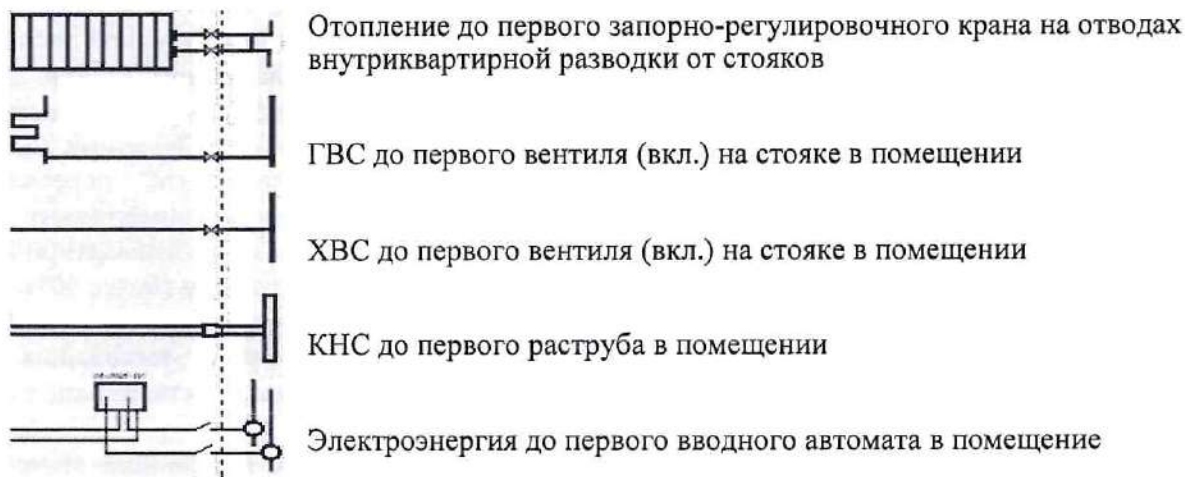 Отопление до первого запорно-регулировочного крана на отводах
внутриквартирной разводки от стояков
ГВС до первого вентиля (вкл.) на стояке в помещении
ХВС до первого вентиля (вкл.) на стояке в помещении
КНС до первого раструба в помещении
Электроэнергия до первого вводного автомата в помещение